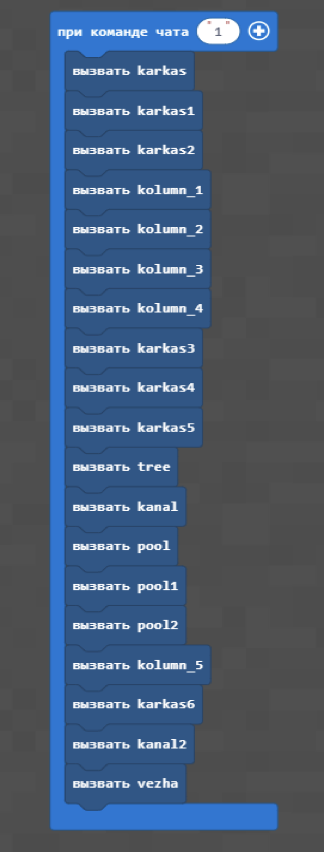 при команде чата "1"
вызвать karkas
вызвать karkas1
вызвать karkas2
вызвать kolumn_1
вызвать kolumn_2
вызвать kolumn_3
вызвать kolumn_4
вызвать karkas3
вызвать karkas4
вызвать karkas5
вызвать tree
вызвать kanal
вызвать pool
вызвать pool1
вызвать pool2
вызвать kolumn_5
вызвать karkas6
вызвать kanal2
вызвать vezha